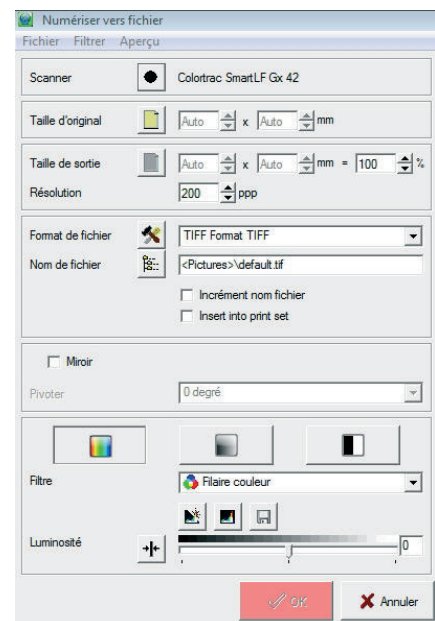 Numériser vers fichier
Fichier Filtrer Aperçu
Scanner Colortrac SmartLF Gx 42
Taille d'original Auto x Auto mm
Taille de sortie Auto x Auto mm = 100 %
Résolution 200 ppp
Format de fichier TIFF Format TIFF
Nom de fichier <Pictures>\default.tif
Incrément nom fichier
Insert into print set
Miroir
Pivoter 0 degré
Filtre Filaire couleur
Luminosité 0
OK Annuler